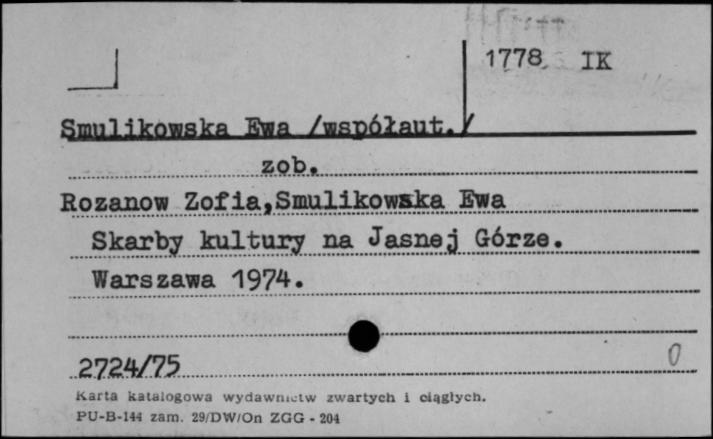 1778 IK
Smulikowska Ewa /współaut./
zob.
Rozanow Zofia,Smulikowska Ewa
Skarby kultury na Jasnej Górze.
Warszawa 1974.
2724/75 0
Karta katalogowa wydawnictw zwartych i ciągłych.
PU-B-144 zam. 29/DW/On ZGG - 204